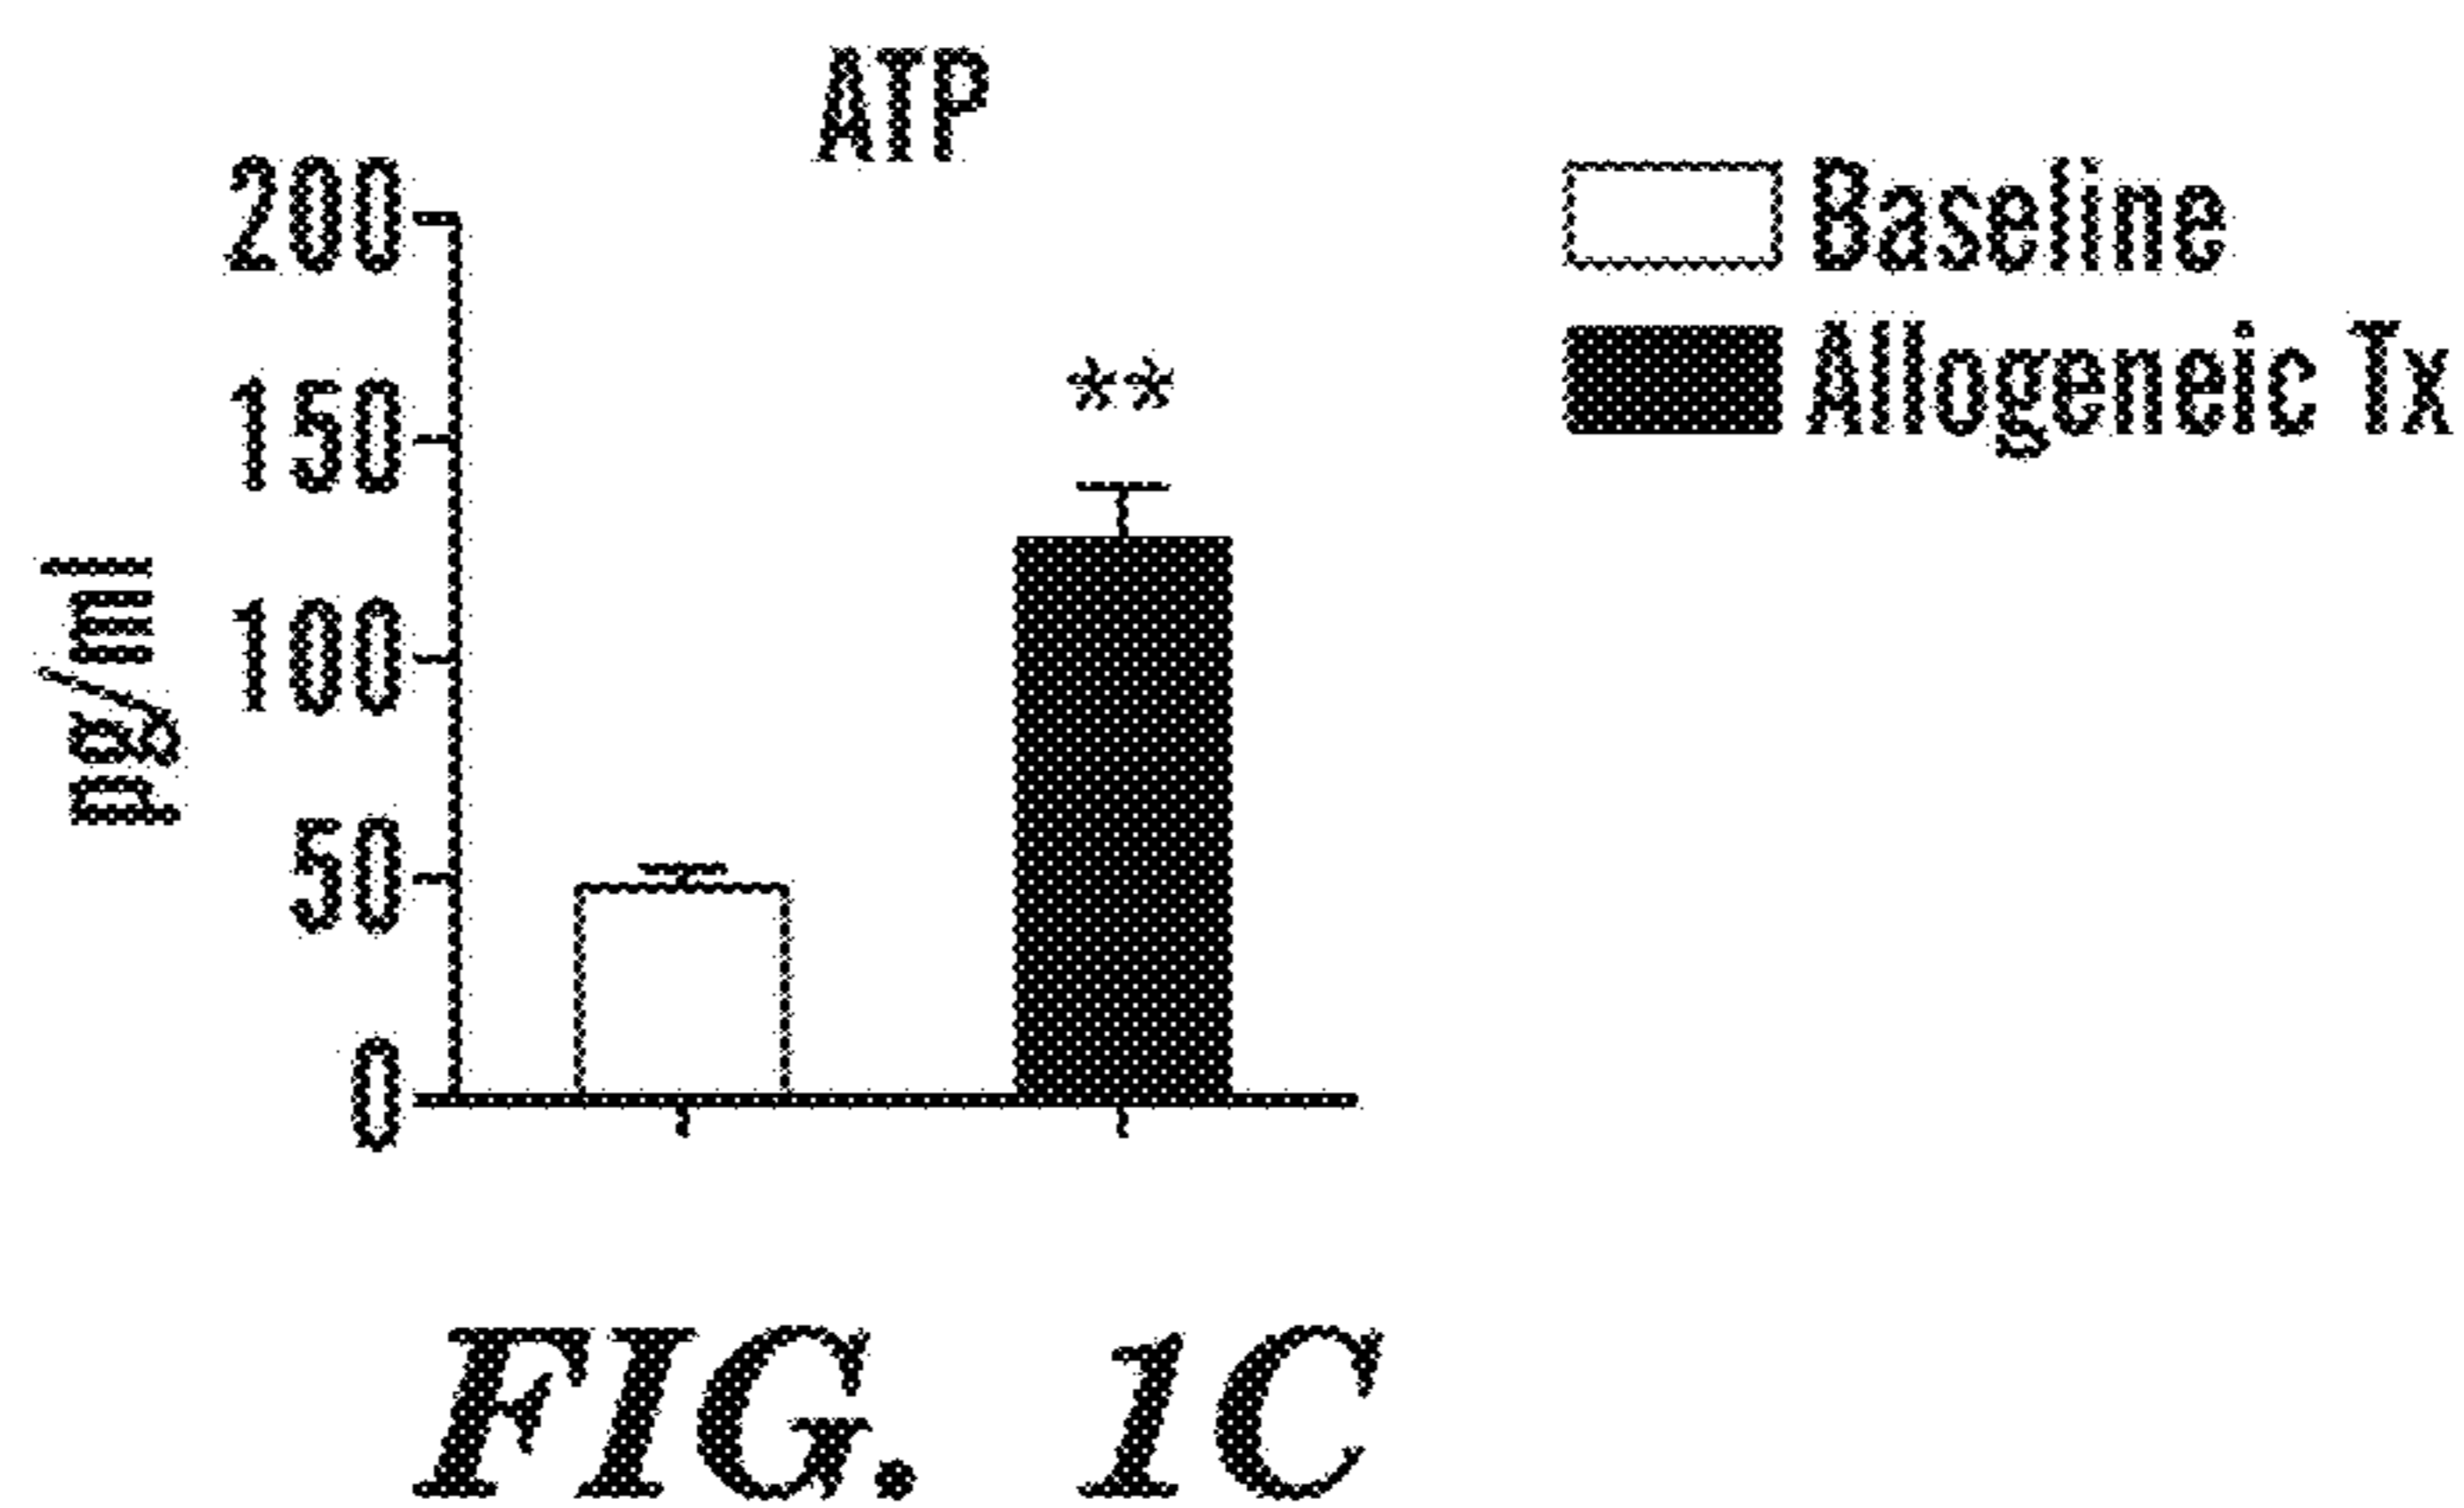 ATP
200
150
100
50
0
pg/ml
**
Baseline
Allogeneic Tx
FIG. 1C